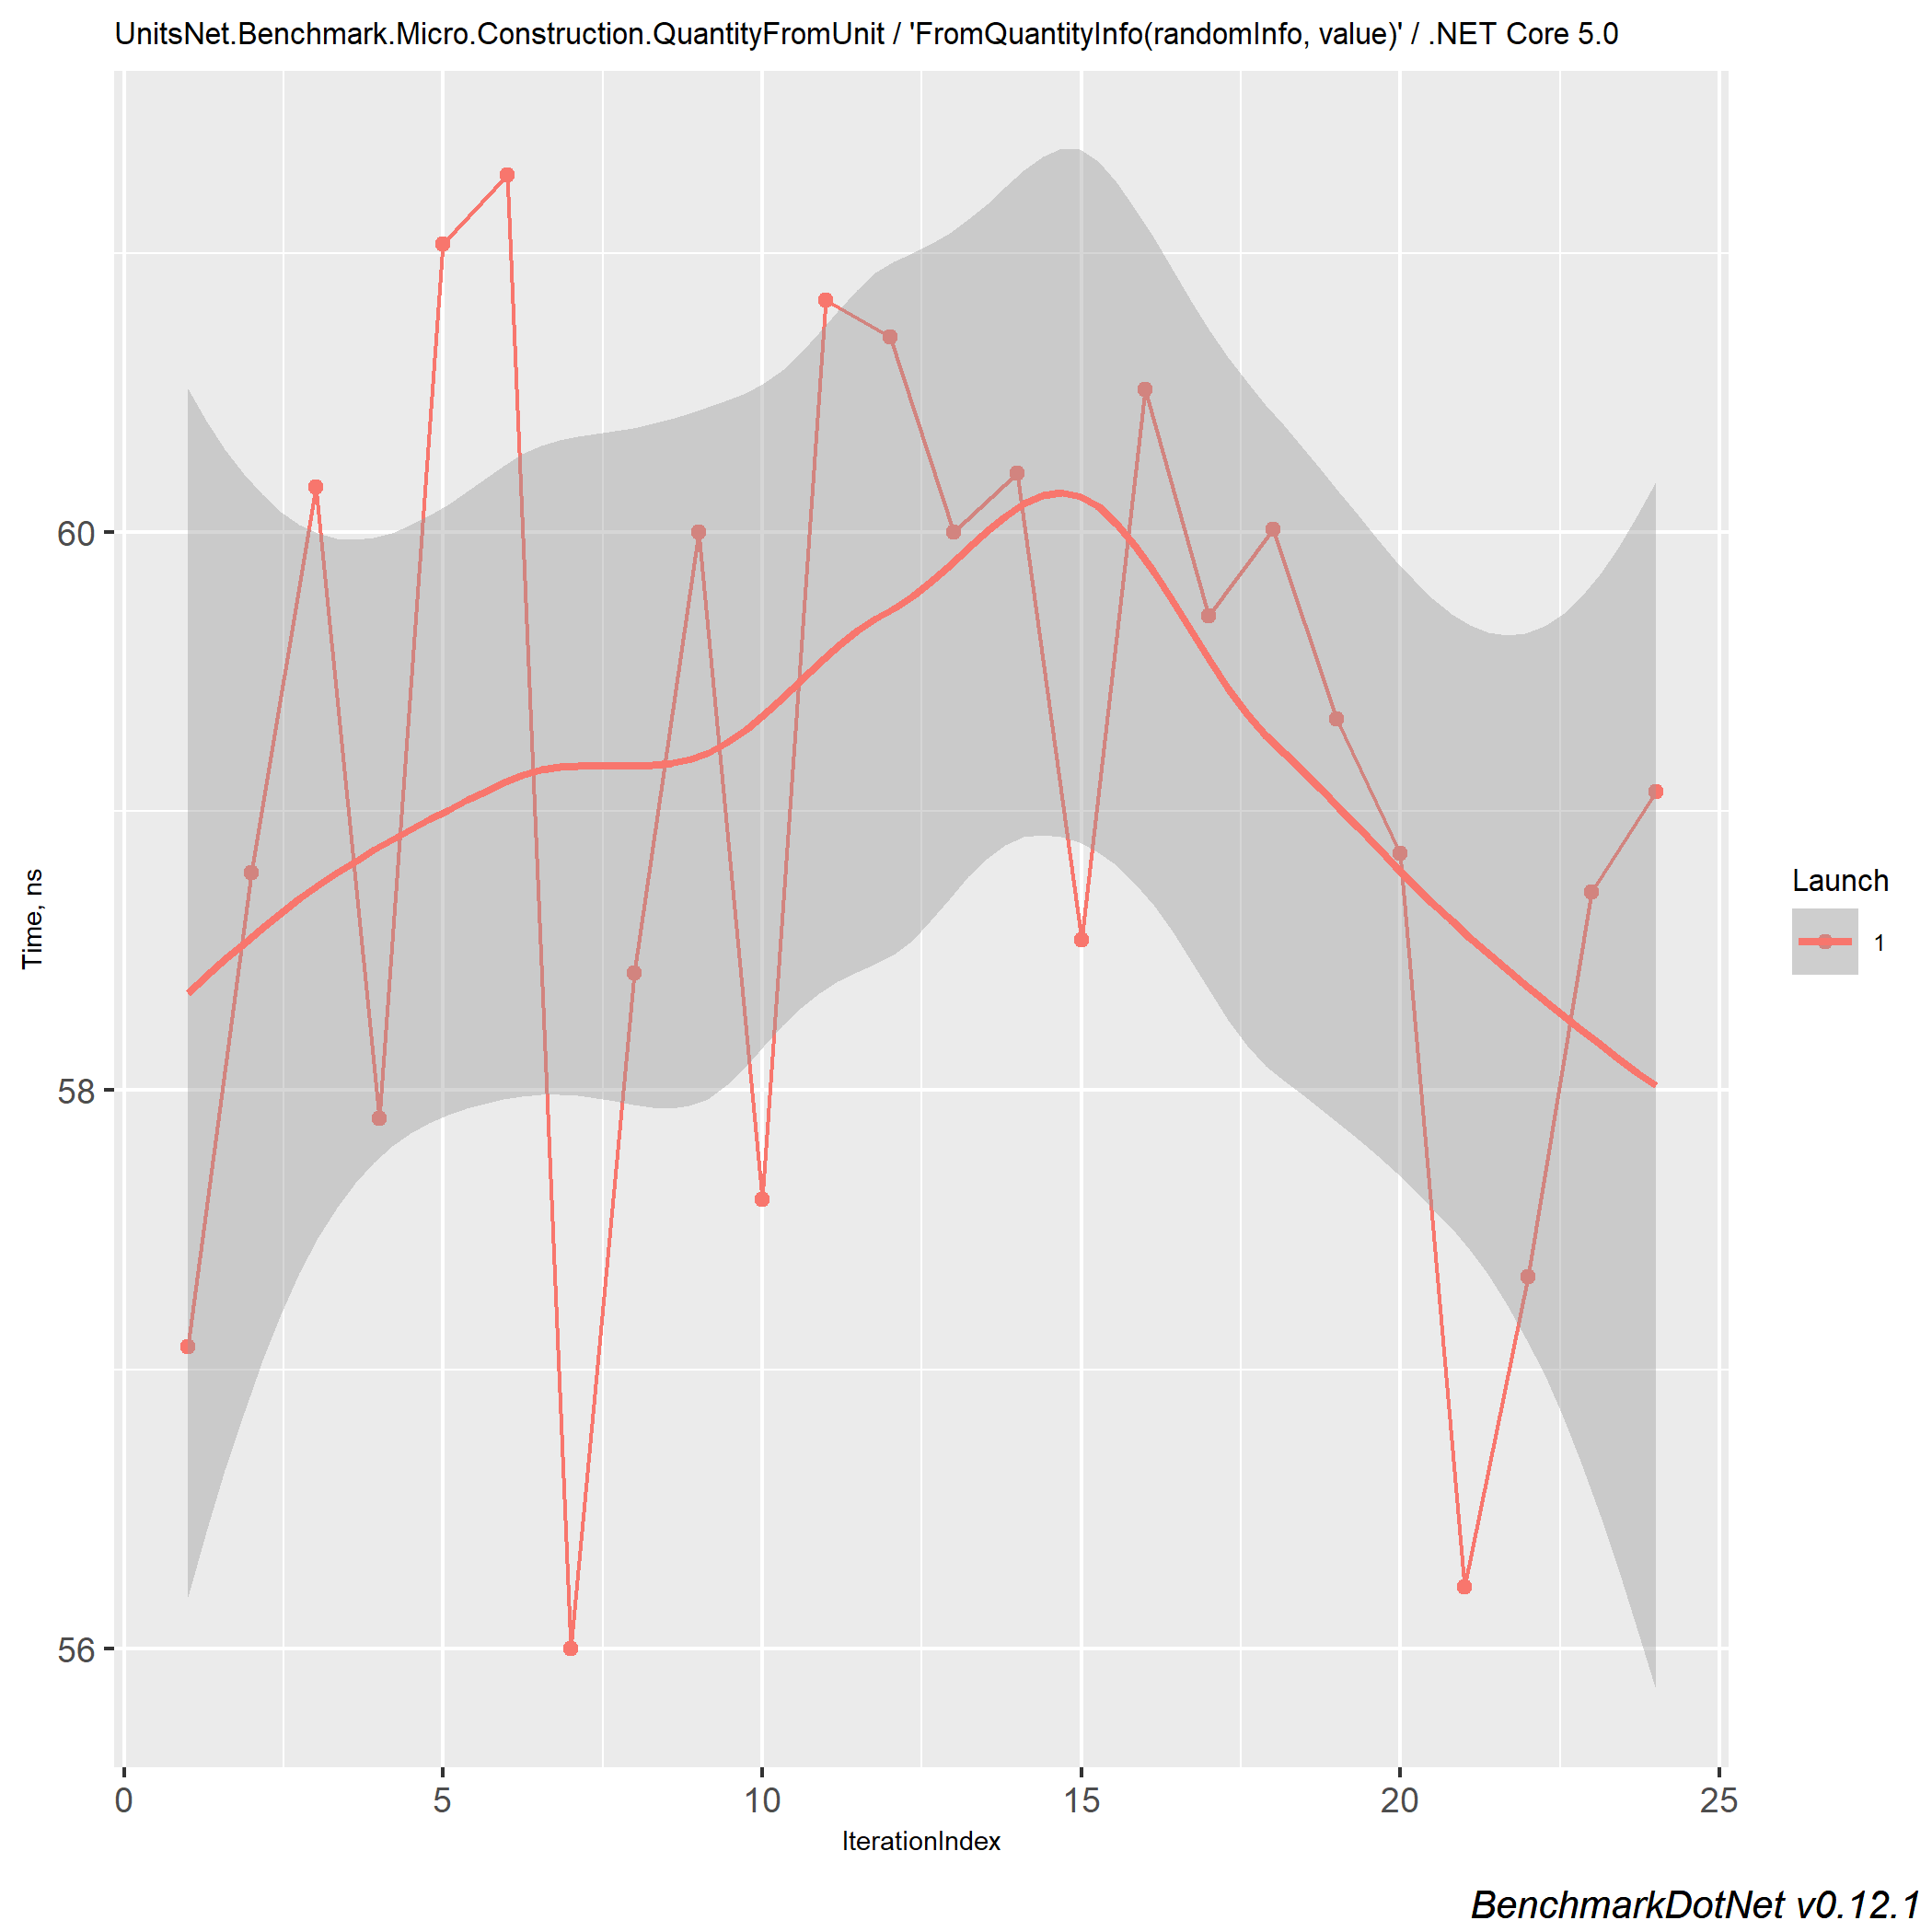 UnitsNet.Benchmark.Micro.Construction.QuantityFromUnit / 'FromQuantityInfo(randomInfo, value)' / .NET Core 5.0
60
58
56
Time, ns
0 5 10 15 20 25
IterationIndex
Launch
1
BenchmarkDotNet v0.12.1